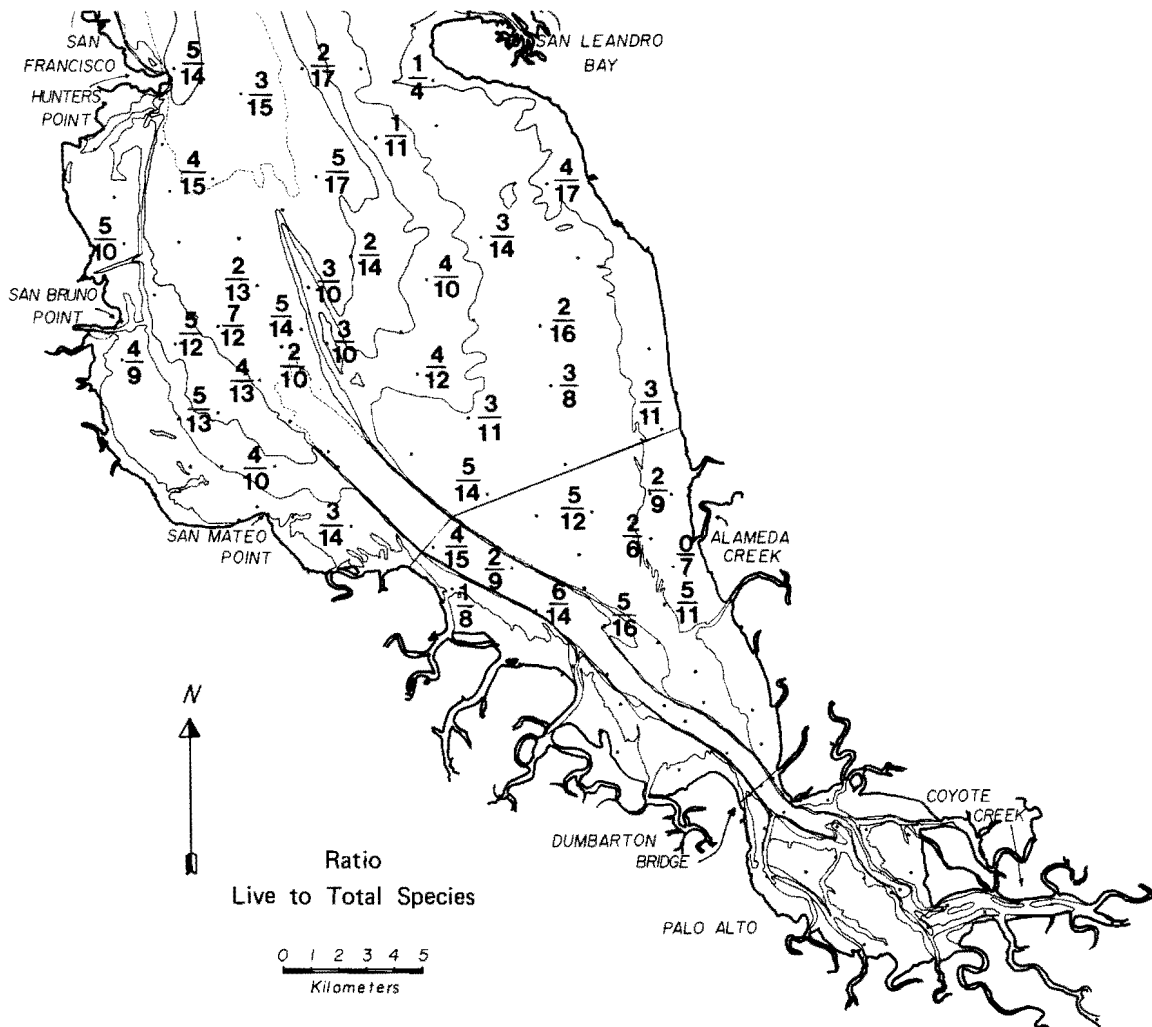 SAN
FRANCISCO
HUNTERS
POINT
SAN LEANDRO
BAY
5/14
2/17
1/4
3/15
1/11
4/15
5/17
4/17
5/10
3/14
2/14
2/13
3/10
4/10
SAN BRUNO
POINT
5/12
7/12
5/14
3/10
2/16
4/9
4/13
2/10
4/12
3/8
5/13
3/11
3/11
4/10
5/14
2/9
SAN MATEO
POINT
3/14
5/12
2/6
ALAMEDA
CREEK
4/15
2/9
0/7
1/8
6/14
5/16
5/11
N
COYOTE
CREEK
DUMBARTON
BRIDGE
PALO ALTO
Ratio
Live to Total Species
0 1 2 3 4 5
Kilometers